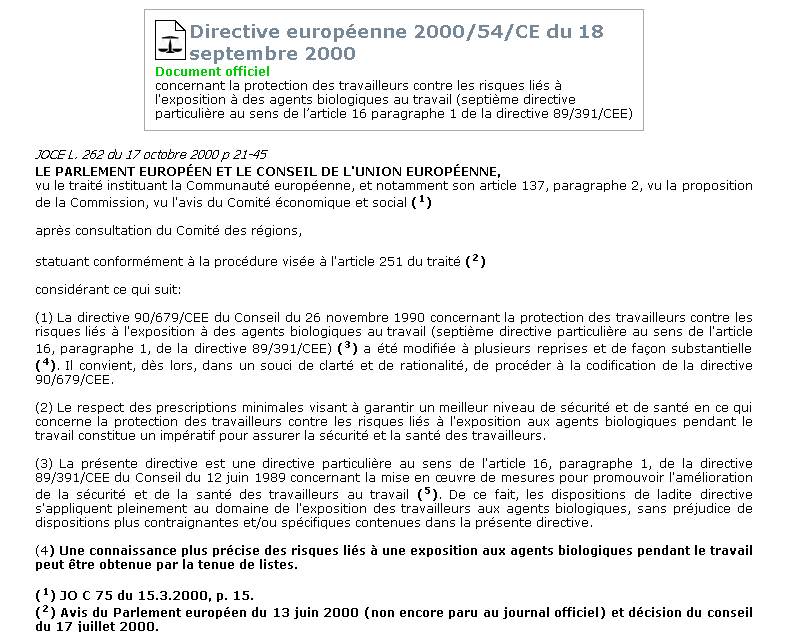 Directive européenne 2000/54/CE du 18
septembre 2000
Document officiel
concernant la protection des travailleurs contre les risques liés à
l'exposition à des agents biologiques au travail (septième directive
particulière au sens de l’article 16 paragraphe 1 de la directive 89/391/CEE)
JOCE L. 262 du 17 octobre 2000 p 21-45
LE PARLEMENT EUROPÉEN ET LE CONSEIL DE L'UNION EUROPÉENNE,
vu le traité instituant la Communauté européenne, et notamment son article 137, paragraphe 2, vu la proposition
de la Commission, vu l'avis du Comité économique et social (1)
après consultation du Comité des régions,
statuant conformément à la procédure visée à l'article 251 du traité (2)
considérant ce qui suit:
(1) La directive 90/679/CEE du Conseil du 26 novembre 1990 concernant la protection des travailleurs contre les
risques liés à l'exposition à des agents biologiques au travail (septième directive particulière au sens de l'article
16, paragraphe 1, de la directive 89/391/CEE) (3) a été modifiée à plusieurs reprises et de façon substantielle
(4). Il convient, dès lors, dans un souci de clarté et de rationalité, de procéder à la codification de la directive
90/679/CEE.
(2) Le respect des prescriptions minimales visant à garantir un meilleur niveau de sécurité et de santé en ce qui
concerne la protection des travailleurs contre les risques liés à l'exposition aux agents biologiques pendant le
travail constitue un impératif pour assurer la sécurité et la santé des travailleurs.
(3) La présente directive est une directive particulière au sens de l'article 16, paragraphe 1, de la directive
89/391/CEE du Conseil du 12 juin 1989 concernant la mise en œuvre de mesures pour promouvoir l'amélioration
de la sécurité et de la santé des travailleurs au travail (5). De ce fait, les dispositions de ladite directive
s'appliquent pleinement au domaine de l'exposition des travailleurs aux agents biologiques, sans préjudice de
dispositions plus contraignantes et/ou spécifiques contenues dans la présente directive.
(4) Une connaissance plus précise des risques liés à une exposition aux agents biologiques pendant le travail
peut être obtenue par la tenue de listes.
(1) JO C 75 du 15.3.2000, p. 15.
(2) Avis du Parlement européen du 13 juin 2000 (non encore paru au journal officiel) et décision du conseil
du 17 juillet 2000.